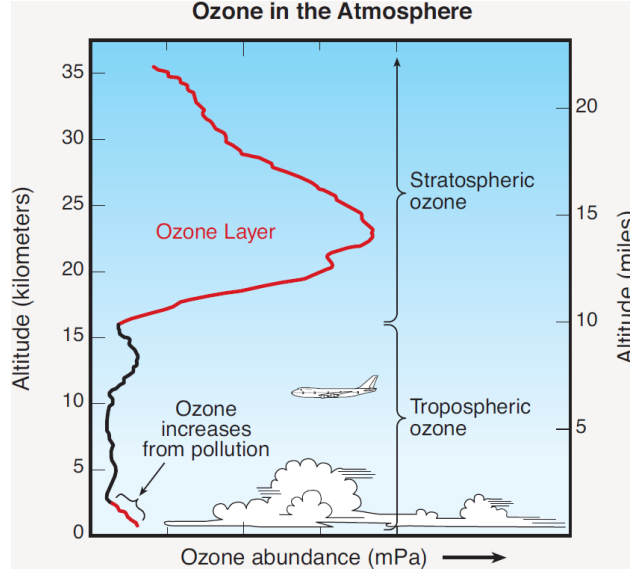 Ozone in the Atmosphere
35
30
25
20
15
10
5
0
Altitude (kilometers)
Ozone Layer
Stratospheric
ozone
Tropospheric
ozone
Ozone
increases
from pollution
20
15
10
5
Altitude (miles)
Ozone abundance (mPa)